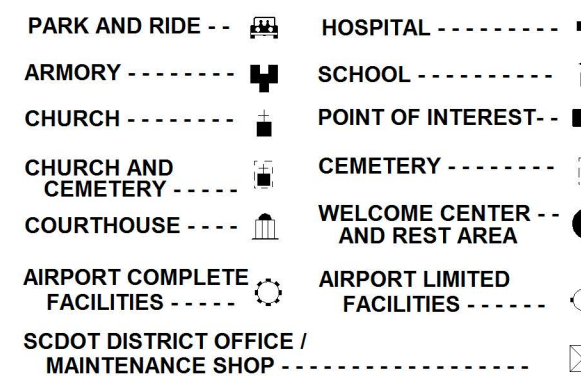 PARK AND RIDE - -
ARMORY - - - - - - - -
CHURCH - - - - - - - -
CHURCH AND
CEMETERY - - - - -
COURTHOUSE - - - -
AIRPORT COMPLETE
FACILITIES - - - - -
HOSPITAL - - - - - - - - -
SCHOOL - - - - - - - - - -
POINT OF INTEREST- -
CEMETERY - - - - - - - -
WELCOME CENTER - -
AND REST AREA
AIRPORT LIMITED
FACILITIES - - - - - -
SCDOT DISTRICT OFFICE /
MAINTENANCE SHOP - - - - - - - - - - - - - - - - - -